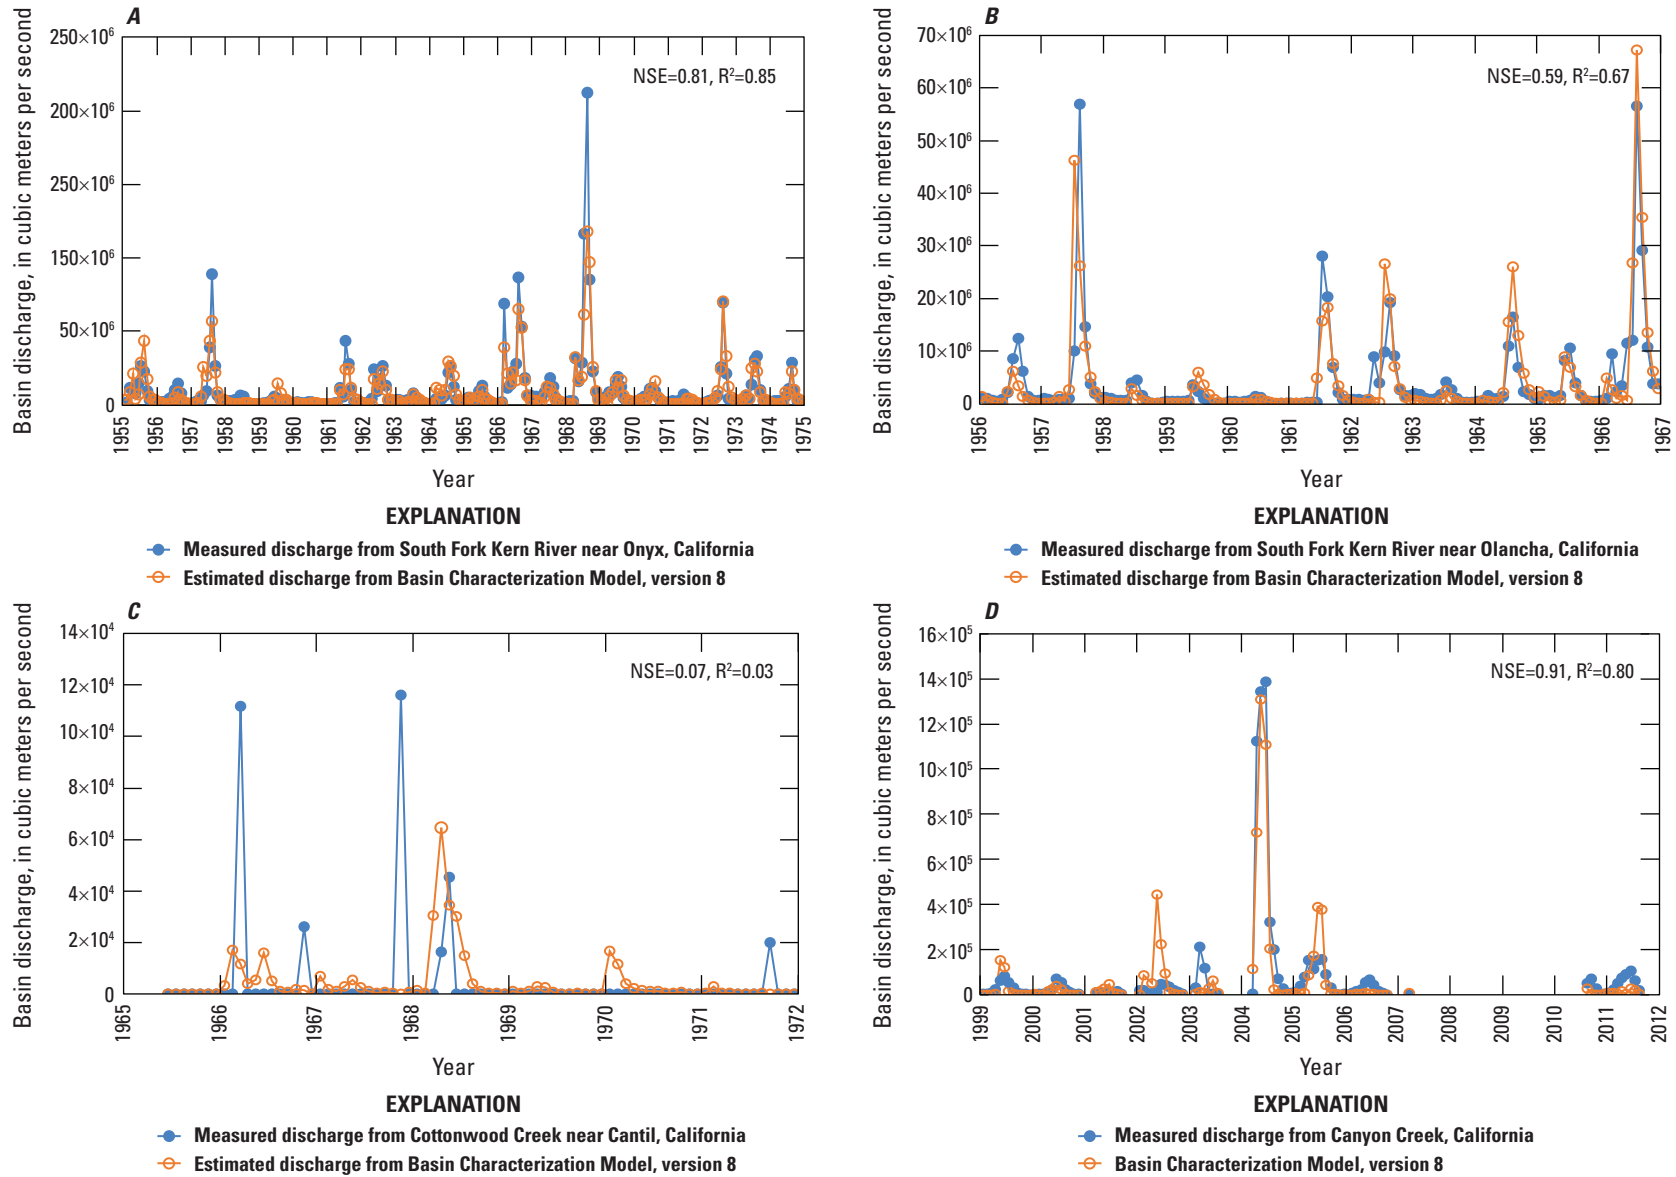 A
Basin discharge, in cubic meters per second
250×10⁶
200×10⁶
250×10⁶
150×10⁶
50×10⁶
0
NSE=0.81, R²=0.85
1955 1956 1957 1958 1959 1960 1961 1962 1963 1964 1965 1966 1967 1968 1969 1970 1971 1972 1973 1974 1975
Year
EXPLANATION
Measured discharge from South Fork Kern River near Onyx, California
Estimated discharge from Basin Characterization Model, version 8
B
Basin discharge, in cubic meters per second
70×10⁶
60×10⁶
50×10⁶
40×10⁶
30×10⁶
20×10⁶
10×10⁶
0
NSE=0.59, R²=0.67
1956 1957 1958 1959 1960 1961 1962 1963 1964 1965 1966 1967
Year
EXPLANATION
Measured discharge from South Fork Kern River near Olancha, California
Estimated discharge from Basin Characterization Model, version 8
C
Basin discharge, in cubic meters per second
14×10⁴
12×10⁴
10×10⁴
8×10⁴
6×10⁴
4×10⁴
2×10⁴
0
NSE=0.07, R²=0.03
1965 1966 1967 1968 1969 1970 1971 1972
Year
EXPLANATION
Measured discharge from Cottonwood Creek near Cantil, California
Estimated discharge from Basin Characterization Model, version 8
D
Basin discharge, in cubic meters per second
16×10⁵
14×10⁵
12×10⁵
10×10⁵
8×10⁵
6×10⁵
4×10⁵
2×10⁵
0
NSE=0.91, R²=0.80
1999 2000 2001 2002 2003 2004 2005 2006 2007 2008 2009 2010 2011 2012
Year
EXPLANATION
Measured discharge from Canyon Creek, California
Basin Characterization Model, version 8